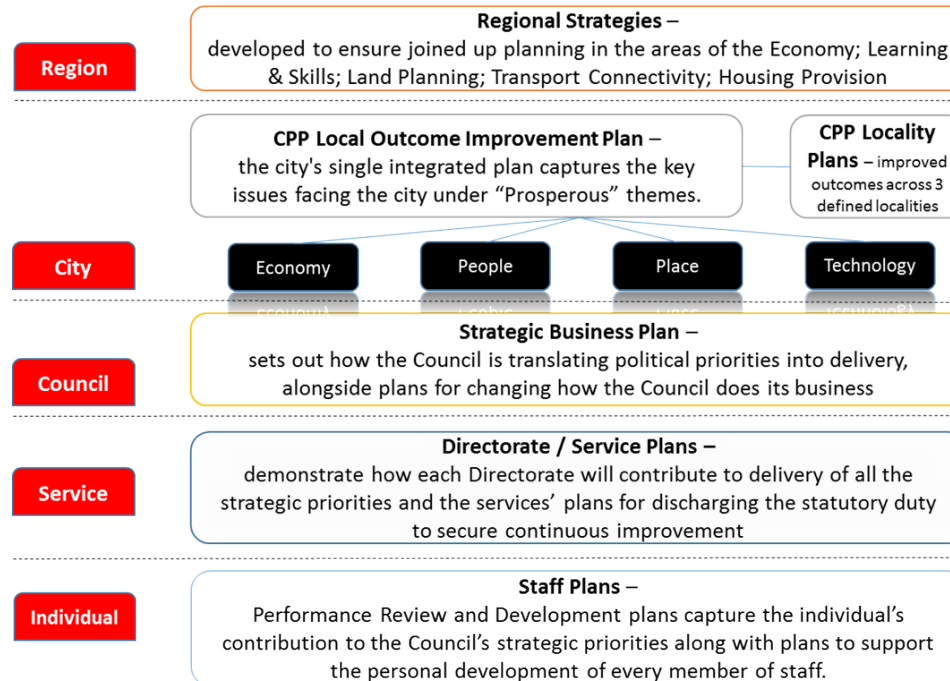 Region
Regional Strategies –
developed to ensure joined up planning in the areas of the Economy; Learning
& Skills; Land Planning; Transport Connectivity; Housing Provision
CPP Local Outcome Improvement Plan –
the city's single integrated plan captures the key
issues facing the city under “Prosperous” themes.
CPP Locality
Plans – improved
outcomes across 3
defined localities
City
Economy
People
Place
Technology
Council
Strategic Business Plan –
sets out how the Council is translating political priorities into delivery,
alongside plans for changing how the Council does its business
Service
Directorate / Service Plans –
demonstrate how each Directorate will contribute to delivery of all the
strategic priorities and the services’ plans for discharging the statutory duty
to secure continuous improvement
Individual
Staff Plans –
Performance Review and Development plans capture the individual’s
contribution to the Council’s strategic priorities along with plans to support
the personal development of every member of staff.